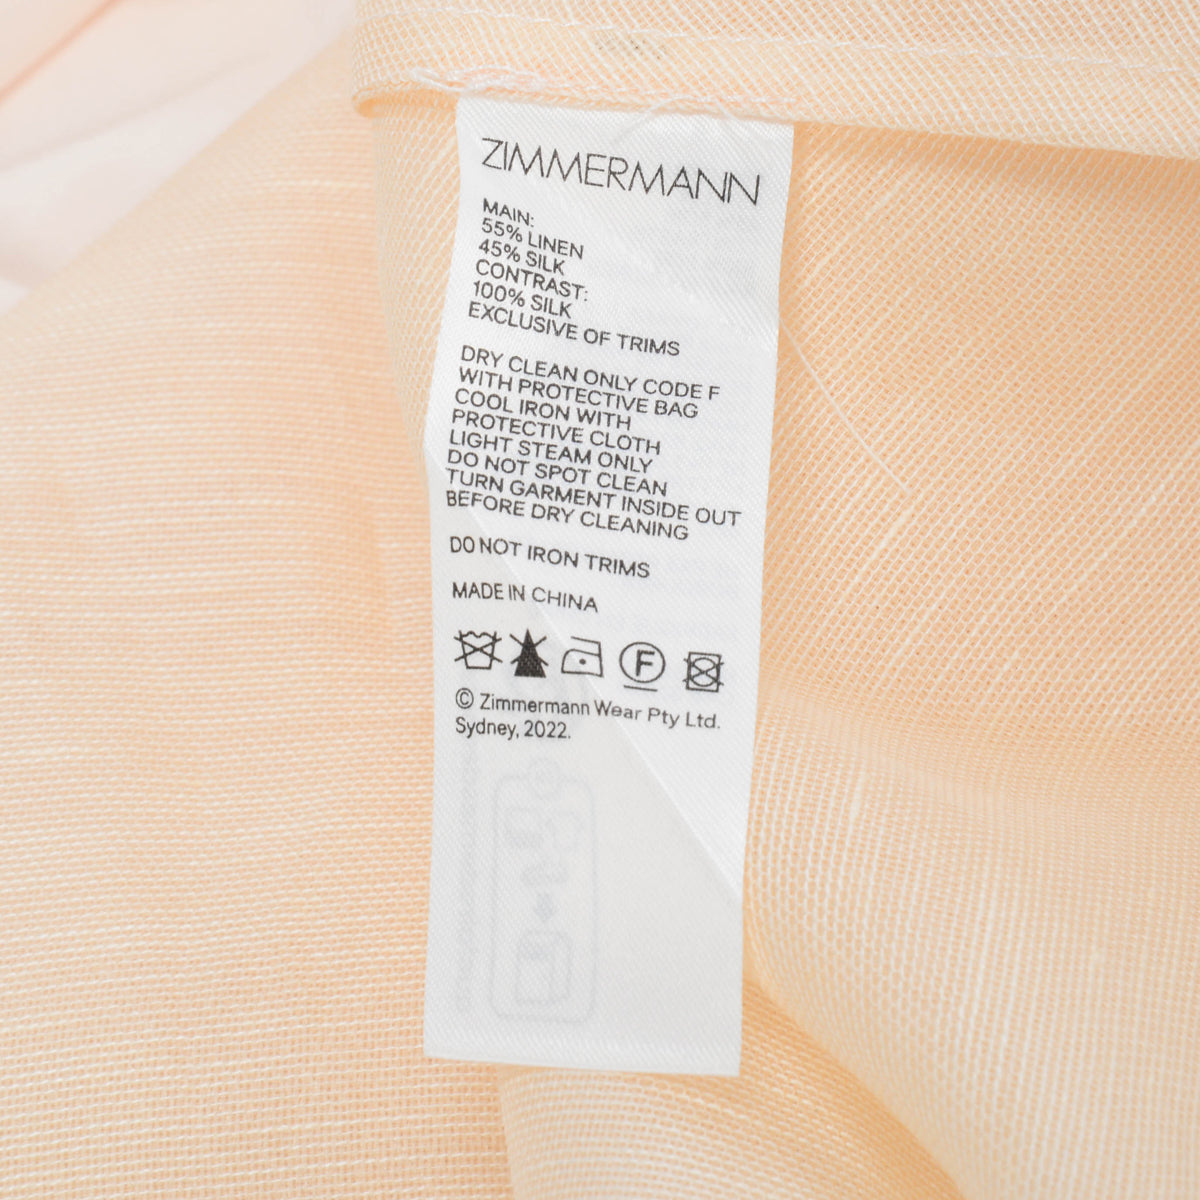 ZIMMERMANN
MAIN:
55% LINEN
45% SILK
CONTRAST:
100% SILK
EXCLUSIVE OF TRIMS
DRY CLEAN ONLY CODE F
WITH PROTECTIVE BAG
COOL IRON WITH
PROTECTIVE CLOTH
LIGHT STEAM ONLY
DO NOT SPOT CLEAN
TURN GARMENT INSIDE OUT
BEFORE DRY CLEANING
DO NOT IRON TRIMS
MADE IN CHINA
F
© Zimmermann Wear Pty Ltd.
Sydney, 2022.